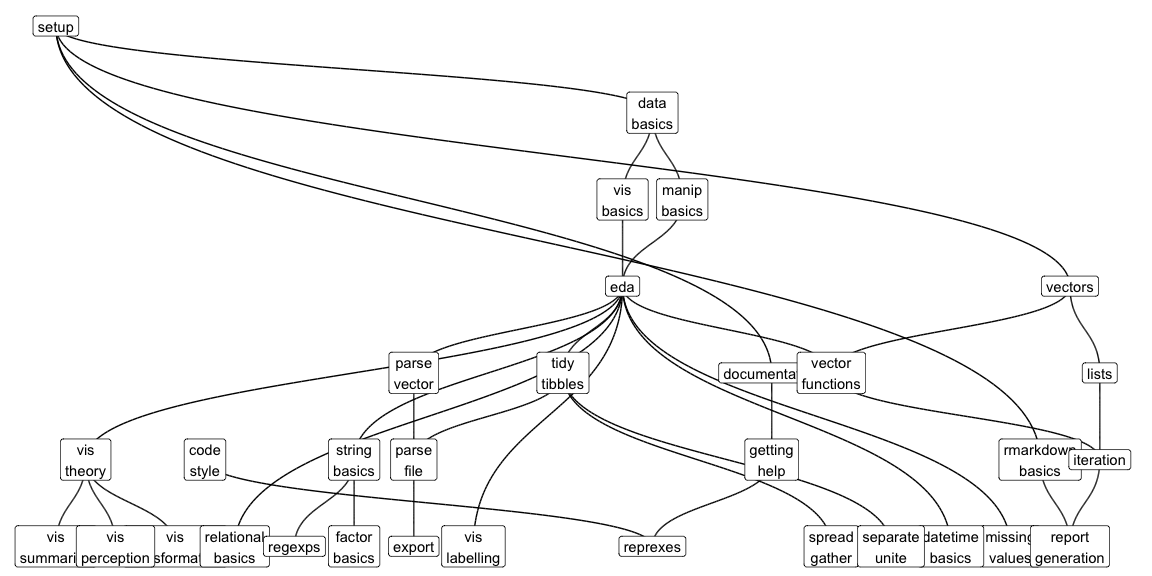 setup
data
basics
vis
basics
manip
basics
eda
vectors
parse
vector
tidy
tibbles
documenta
vector
functions
lists
vis
theory
code
style
string
basics
parse
file
getting
help
rmarkdown
basics
iteration
vis
summari
vis
perception
vis
sformat
relational
basics
regexps
factor
basics
export
vis
labelling
reprexes
spread
gather
separate
unite
datetime
basics
missing
values
report
generation